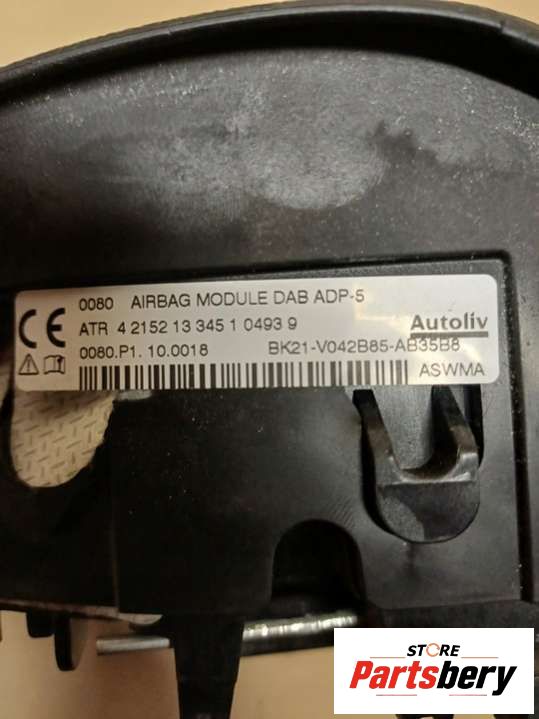 0080 AIRBAG MODULE DAB ADP-5
ATR 4 2152 13 345 1 0493 9
Autoliv
0080.P1. 10.0018 BK21-V042B85-AB35B8
ASWMA
CE
STORE
Partsbery